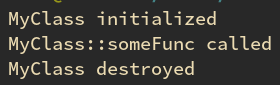 MyClass initialized
MyClass::someFunc called
MyClass destroyed